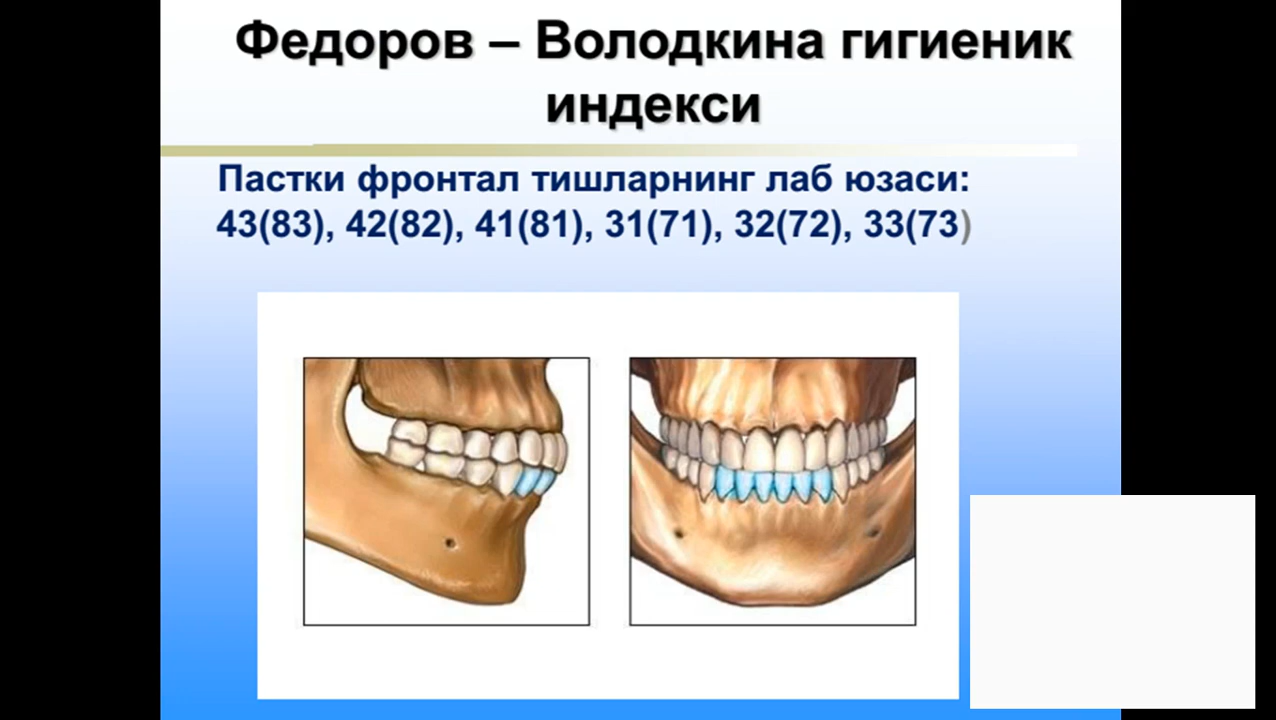 Федоров – Володкина гигиеник
индекси
Пастки фронтал тишларнинг лаб юзаси:
43(83), 42(82), 41(81), 31(71), 32(72), 33(73)